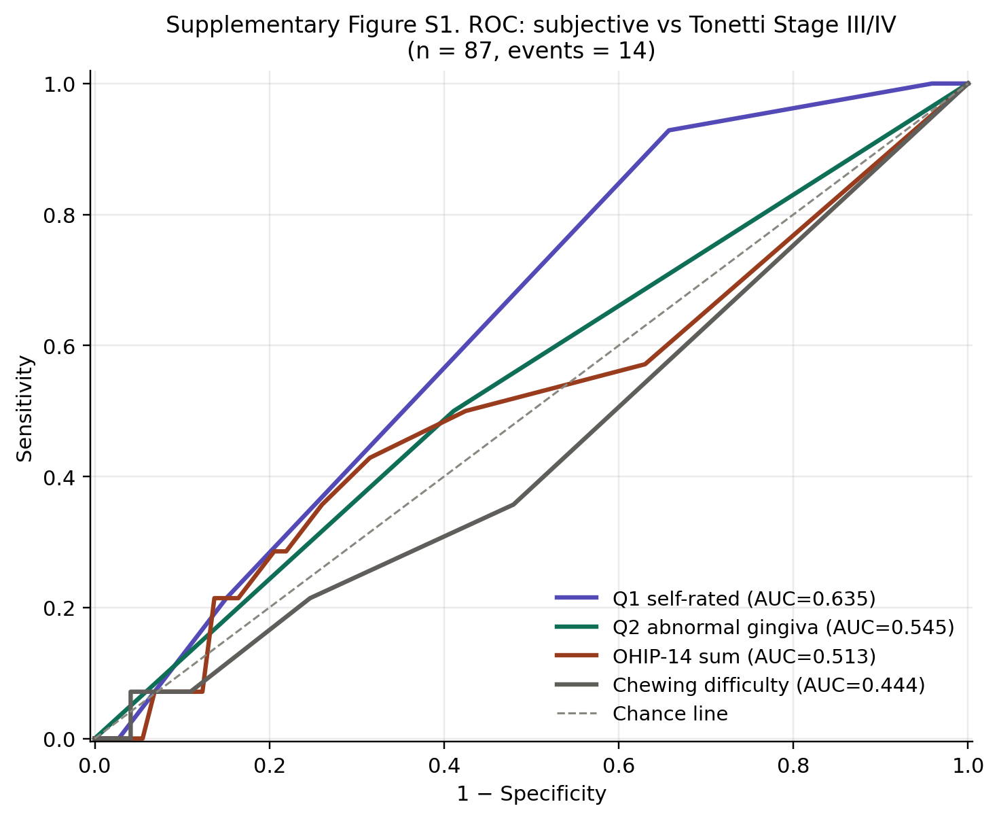 Supplementary Figure S1. ROC: subjective vs Tonetti Stage III/IV
(n = 87, events = 14)
1.0
0.8
0.6
0.4
0.2
0.0
Sensitivity
Q1 self-rated (AUC=0.635)
Q2 abnormal gingiva (AUC=0.545)
OHIP-14 sum (AUC=0.513)
Chewing difficulty (AUC=0.444)
Chance line
0.0 0.2 0.4 0.6 0.8 1.0
1 − Specificity